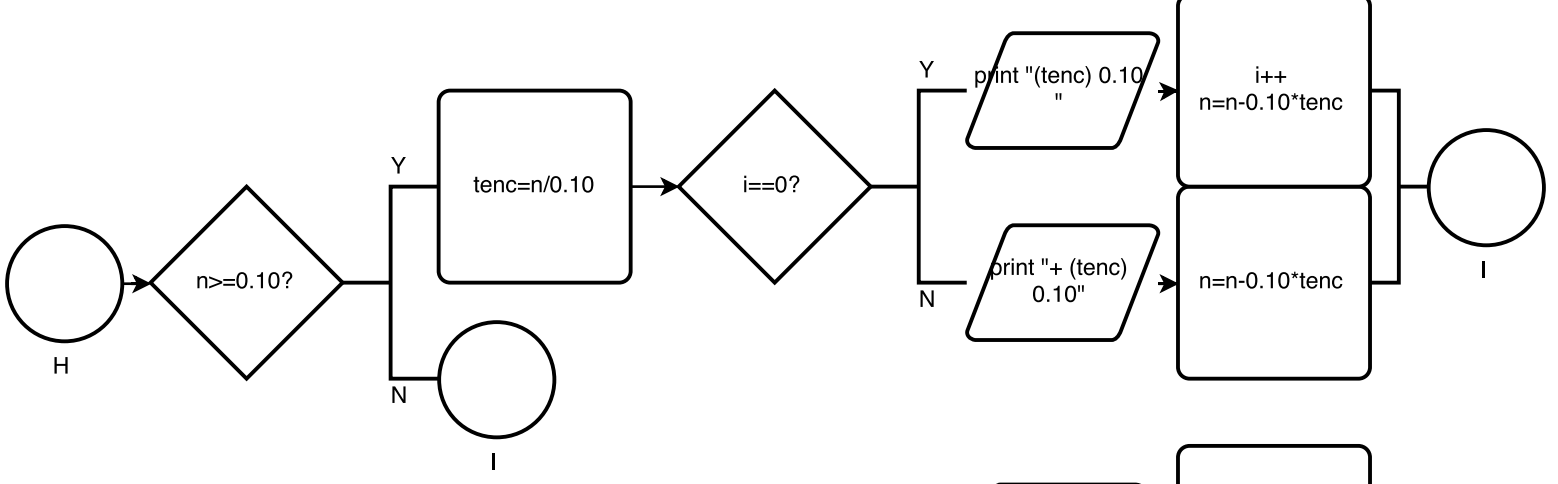 H
n>=0.10?
Y
tenc=n/0.10
N
I
i==0?
Y
print "(tenc) 0.10
"
i++
n=n-0.10*tenc
N
print "+ (tenc)
0.10"
n=n-0.10*tenc
I